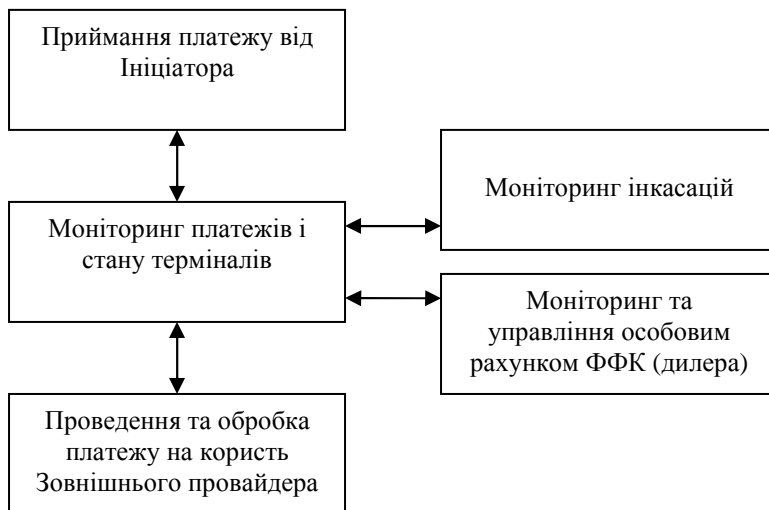 Приймання платежу від
Ініціатора
Моніторинг інкасацій
Моніторинг платежів і
стану терміналів
Моніторинг та
управління особовим
рахунком ФФК (дилера)
Проведення та обробка
платежу на користь
Зовнішнього провайдера